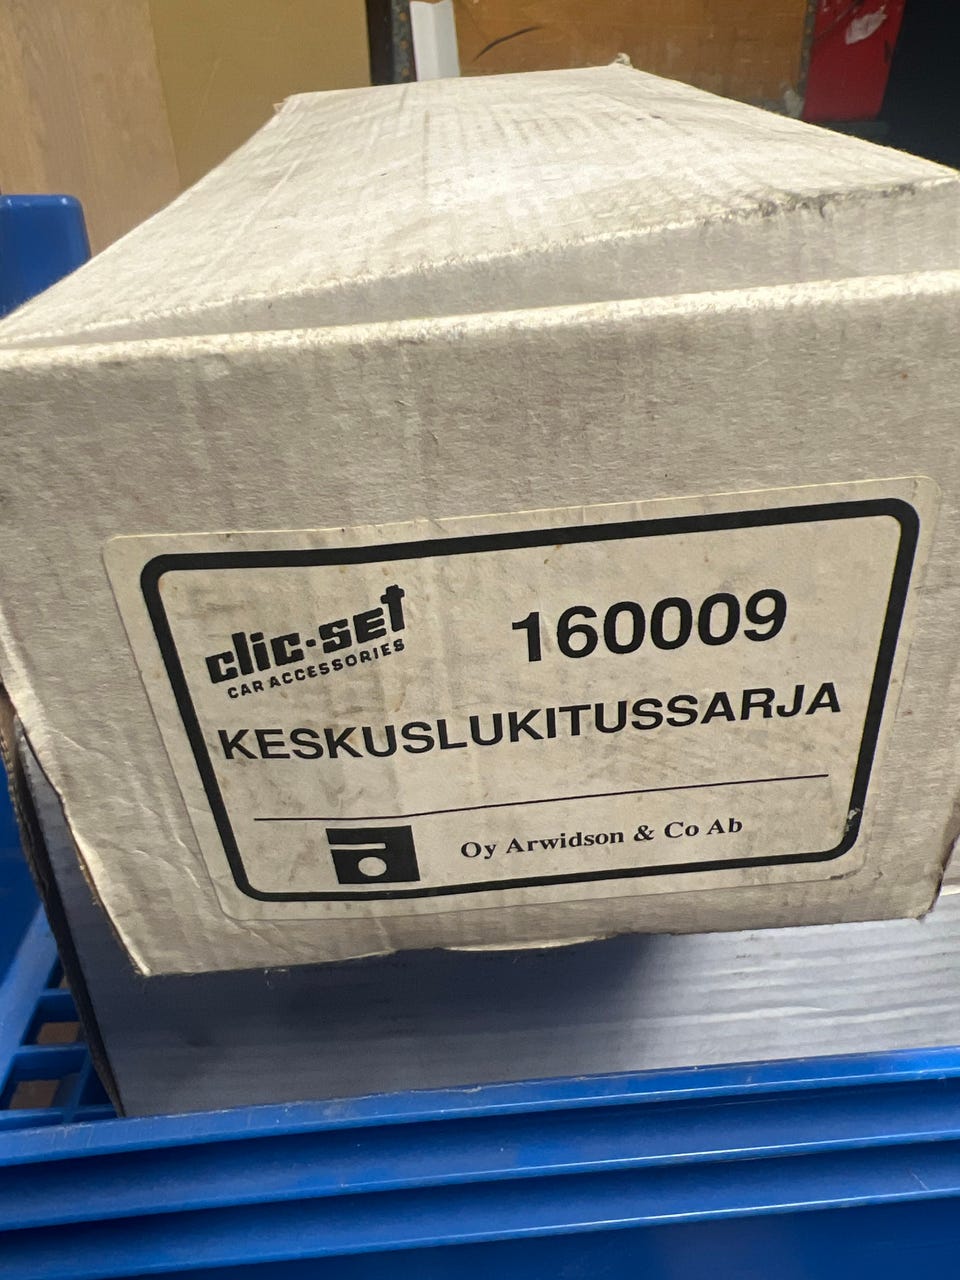 clic-set
CAR ACCESSORIES
160009
KESKUSLUKITUSSARJA
Oy Arwidson & Co Ab